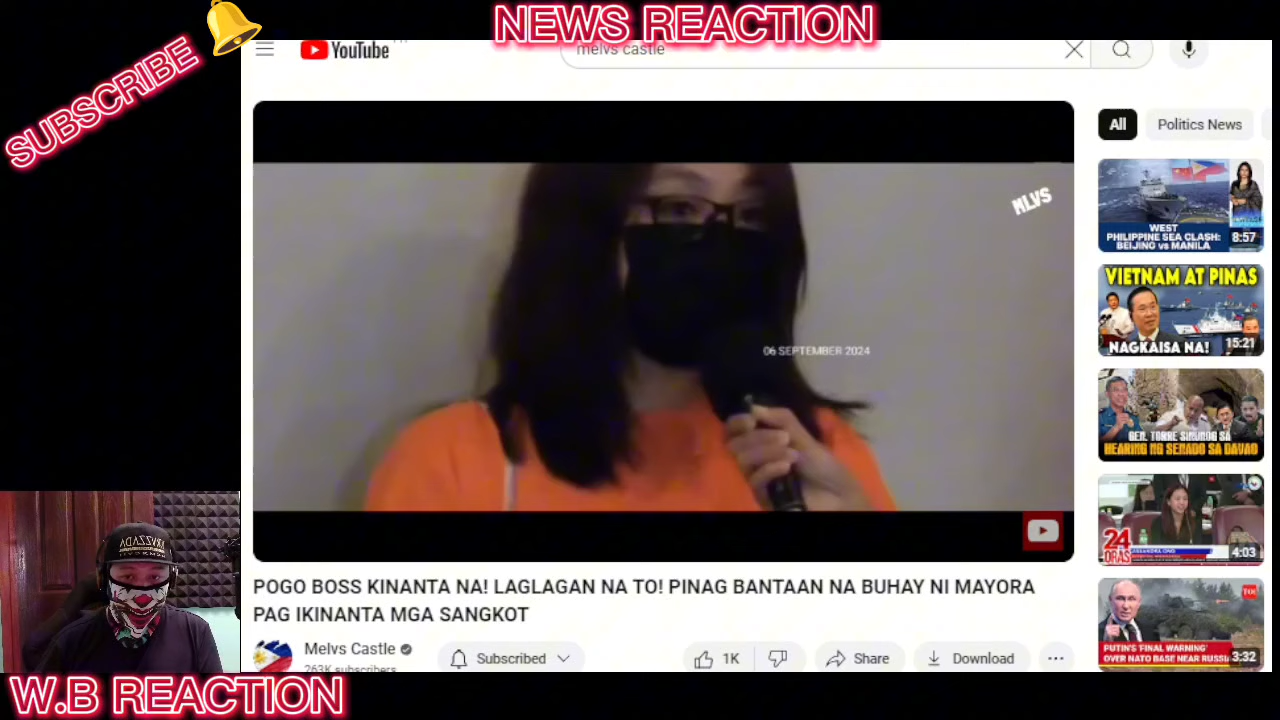 NEWS REACTION
SUBSCRIBE
YouTube
melvs castle
All
Politics News
MLVS
06 SEPTEMBER 2024
WEST
PHILIPPINE SEA CLASH:
BEIJING vs MANILA
8:57
VIETNAM AT PINAS
NAGKAISA NA!
15:21
GEN. TORRE SINUNOG SA
HEARING NG SENADO SA DAVAO
24
ORAS
4:03
PUTIN'S 'FINAL WARNING'
OVER NATO BASE NEAR RUSSIA
3:32
POGO BOSS KINANTA NA! LAGLAGAN NA TO! PINAG BANTAAN NA BUHAY NI MAYORA
PAG IKINANTA MGA SANGKOT
Melvs Castle
263K subscribers
Subscribed
1K
Share
Download
W.B REACTION